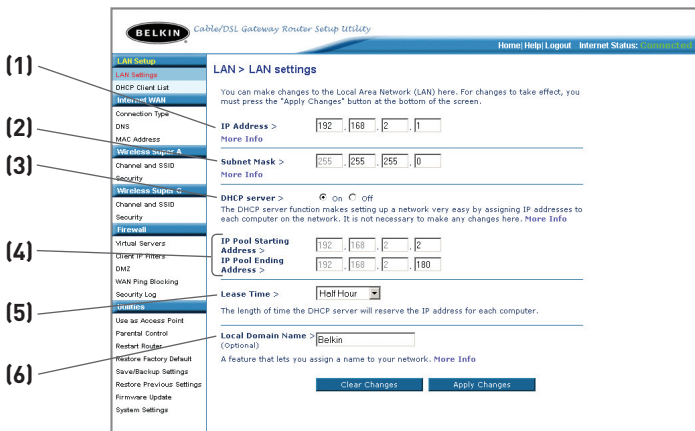 BELKIN Cable/DSL Gateway Router Setup Utility
Home| Help| Logout Internet Status: Connected
LAN Setup
LAN Settings
DHCP Client List
Internet WAN
Connection Type
DNS
MAC Address
Wireless Super A
Channel and SSID
Security
Wireless Super G
Channel and SSID
Security
Firewall
Virtual Servers
Client IP Filters
DMZ
WAN Ping Blocking
Security Log
Utilities
Use as Access Point
Parental Control
Restart Router
Restore Factory Default
Save/Backup Settings
Restore Previous Settings
Firmware Update
System Settings
LAN > LAN settings
You can make changes to the Local Area Network (LAN) here. For changes to take effect, you
must press the "Apply Changes" button at the bottom of the screen.
(1)
IP Address > 192 . 168 . 2 . 1
More Info
(2)
Subnet Mask > 255 . 255 . 255 . 0
More Info
(3)
DHCP server > On Off
The DHCP server function makes setting up a network very easy by assigning IP addresses to
each computer on the network. It is not necessary to make any changes here. More Info
(4)
IP Pool Starting
Address > 192 . 168 . 2 . 2
IP Pool Ending
Address > 192 . 168 . 2 . 180
(5)
Lease Time > Half Hour
The length of time the DHCP server will reserve the IP address for each computer.
(6)
Local Domain Name > Belkin
(Optional)
A feature that lets you assign a name to your network. More Info
Clear Changes Apply Changes